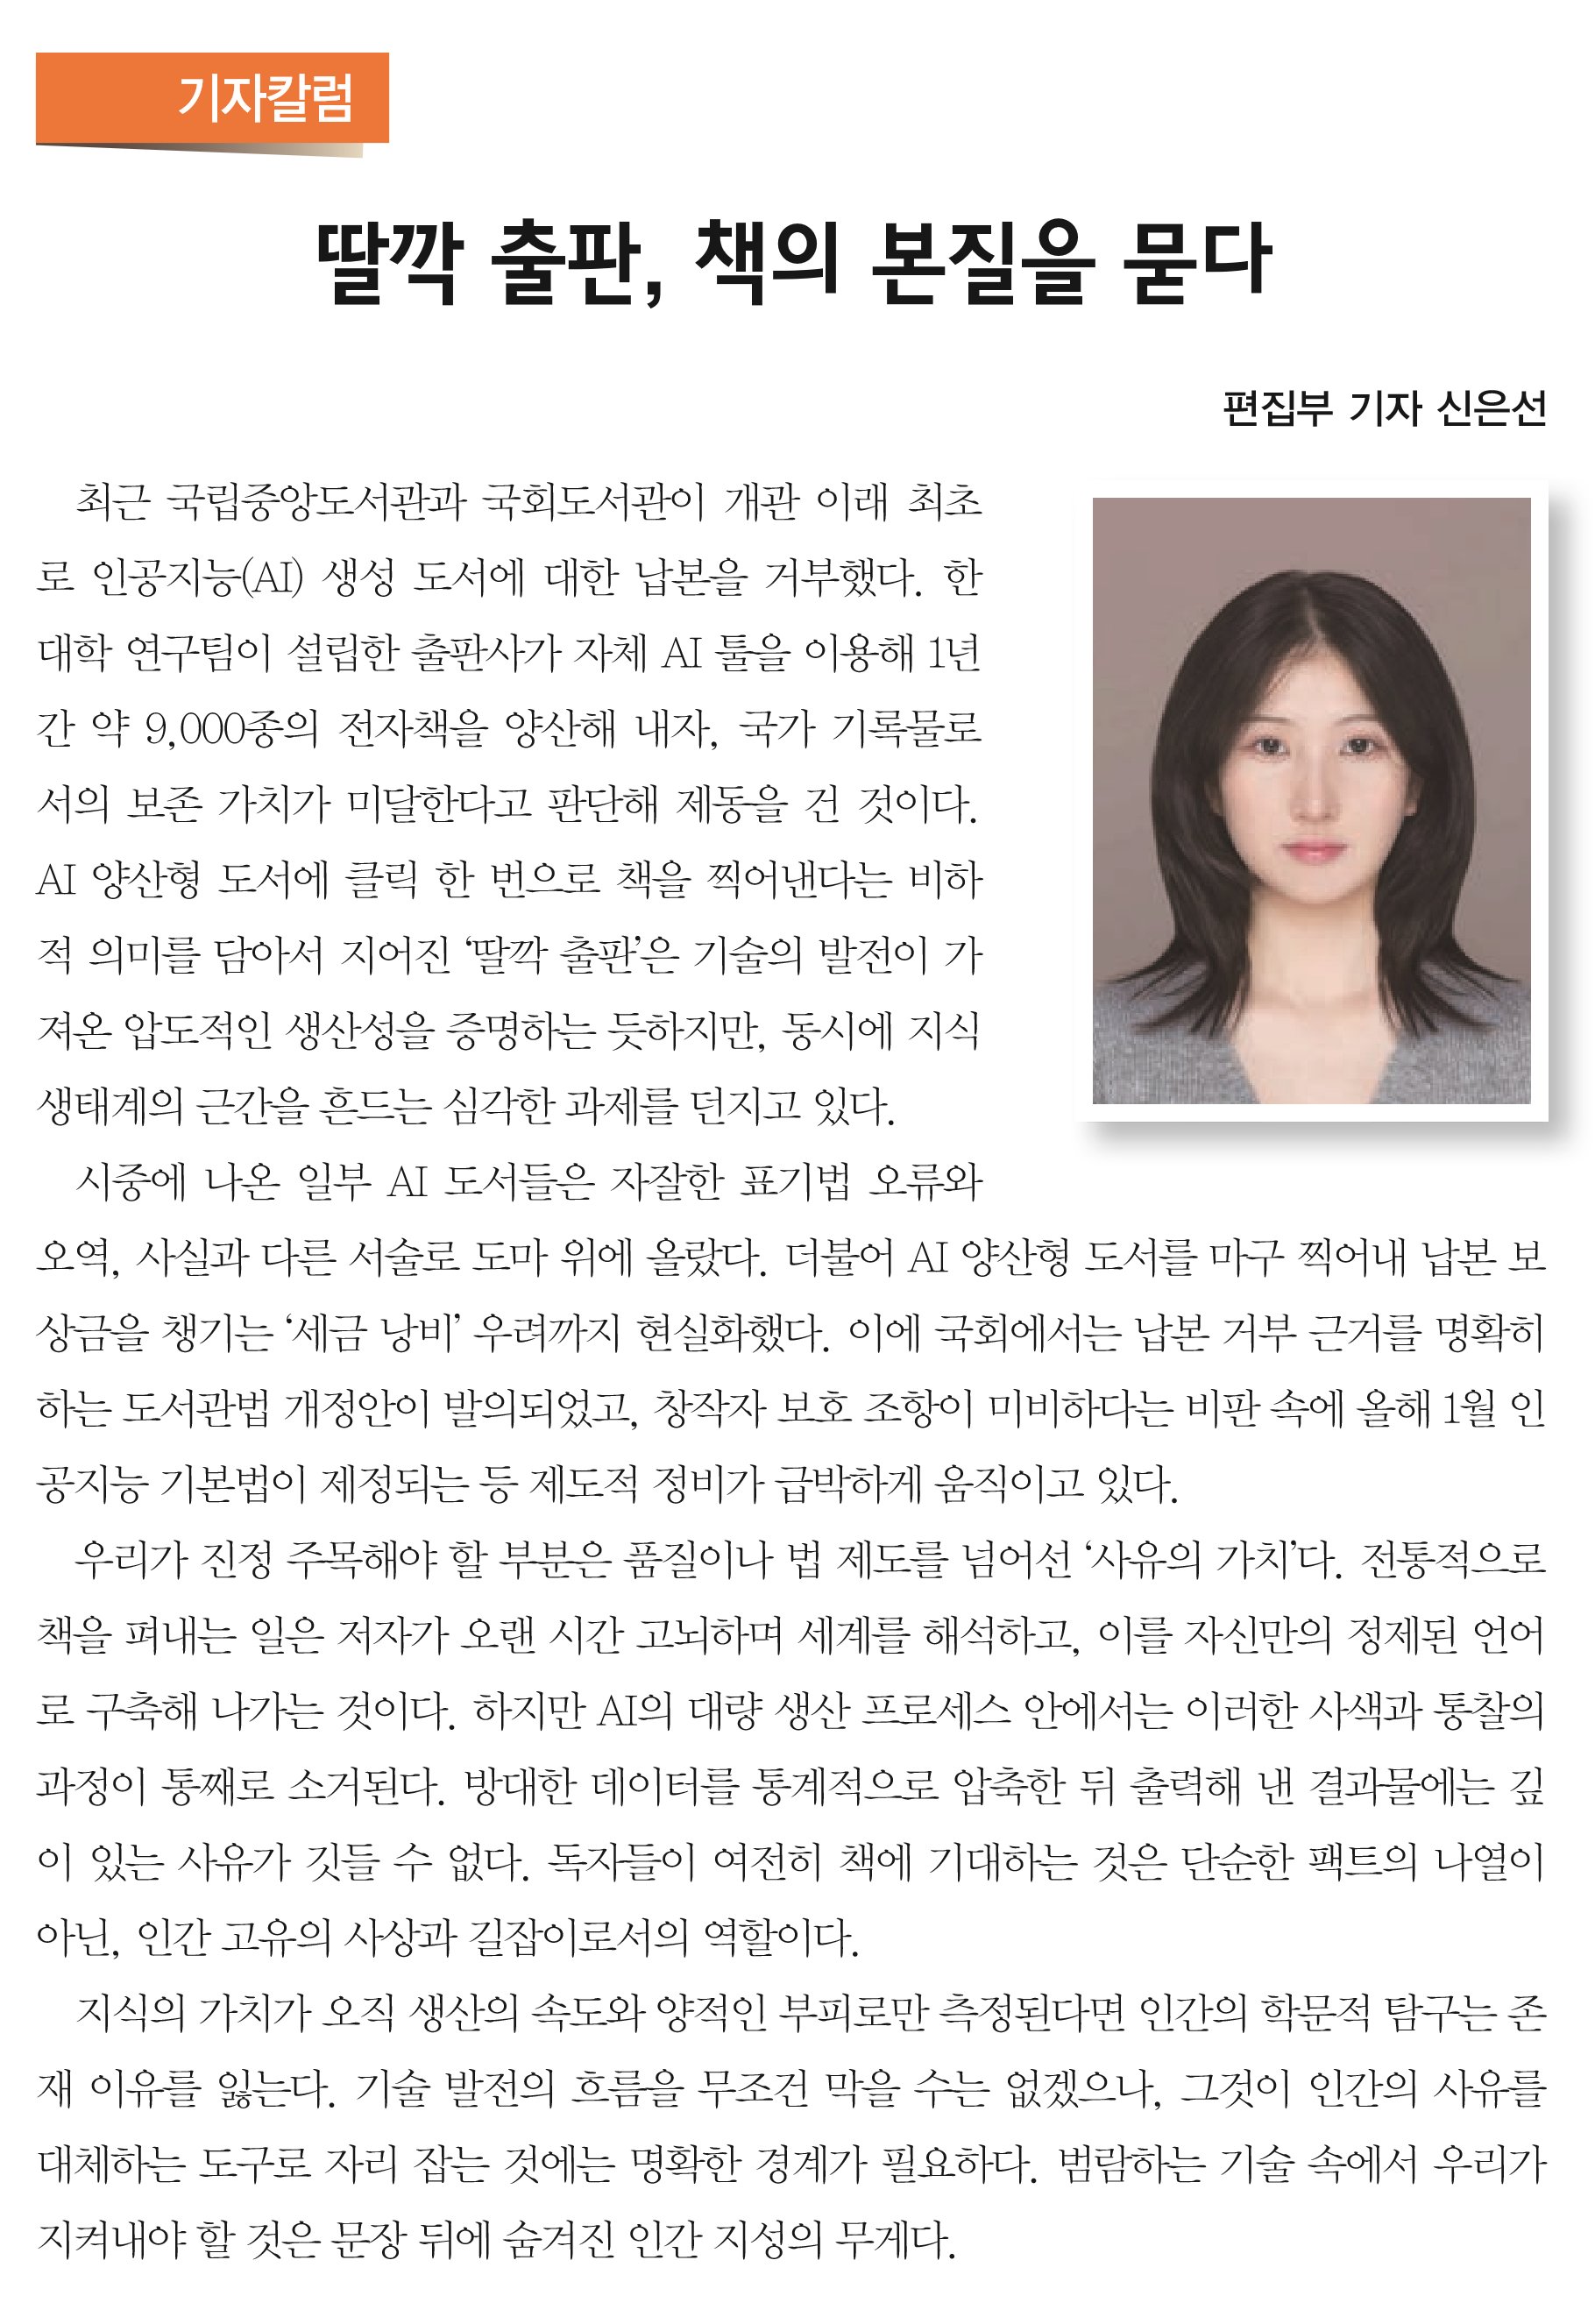 기자칼럼
딸깍 출판, 책의 본질을 묻다
편집부 기자 신은선
최근 국립중앙도서관과 국회도서관이 개관 이래 최초
로 인공지능(AI) 생성 도서에 대한 납본을 거부했다. 한
대학 연구팀이 설립한 출판사가 자체 AI 툴을 이용해 1년
간 약 9,000종의 전자책을 양산해 내자, 국가 기록물로
서의 보존 가치가 미달한다고 판단해 제동을 건 것이다.
AI 양산형 도서에 클릭 한 번으로 책을 찍어낸다는 비하
적 의미를 담아서 지어진 ‘딸깍 출판’은 기술의 발전이 가
져온 압도적인 생산성을 증명하는 듯하지만, 동시에 지식
생태계의 근간을 흔드는 심각한 과제를 던지고 있다.
시중에 나온 일부 AI 도서들은 자잘한 표기법 오류와
오역, 사실과 다른 서술로 도마 위에 올랐다. 더불어 AI 양산형 도서를 마구 찍어내 납본 보
상금을 챙기는 ‘세금 낭비’ 우려까지 현실화했다. 이에 국회에서는 납본 거부 근거를 명확히
하는 도서관법 개정안이 발의되었고, 창작자 보호 조항이 미비하다는 비판 속에 올해 1월 인
공지능 기본법이 제정되는 등 제도적 정비가 급박하게 움직이고 있다.
우리가 진정 주목해야 할 부분은 품질이나 법 제도를 넘어선 ‘사유의 가치’다. 전통적으로
책을 펴내는 일은 저자가 오랜 시간 고뇌하며 세계를 해석하고, 이를 자신만의 정제된 언어
로 구축해 나가는 것이다. 하지만 AI의 대량 생산 프로세스 안에서는 이러한 사색과 통찰의
과정이 통째로 소거된다. 방대한 데이터를 통계적으로 압축한 뒤 출력해 낸 결과물에는 깊
이 있는 사유가 깃들 수 없다. 독자들이 여전히 책에 기대하는 것은 단순한 팩트의 나열이
아닌, 인간 고유의 사상과 길잡이로서의 역할이다.
지식의 가치가 오직 생산의 속도와 양적인 부피로만 측정된다면 인간의 학문적 탐구는 존
재 이유를 잃는다. 기술 발전의 흐름을 무조건 막을 수는 없겠으나, 그것이 인간의 사유를
대체하는 도구로 자리 잡는 것에는 명확한 경계가 필요하다. 범람하는 기술 속에서 우리가
지켜내야 할 것은 문장 뒤에 숨겨진 인간 지성의 무게다.